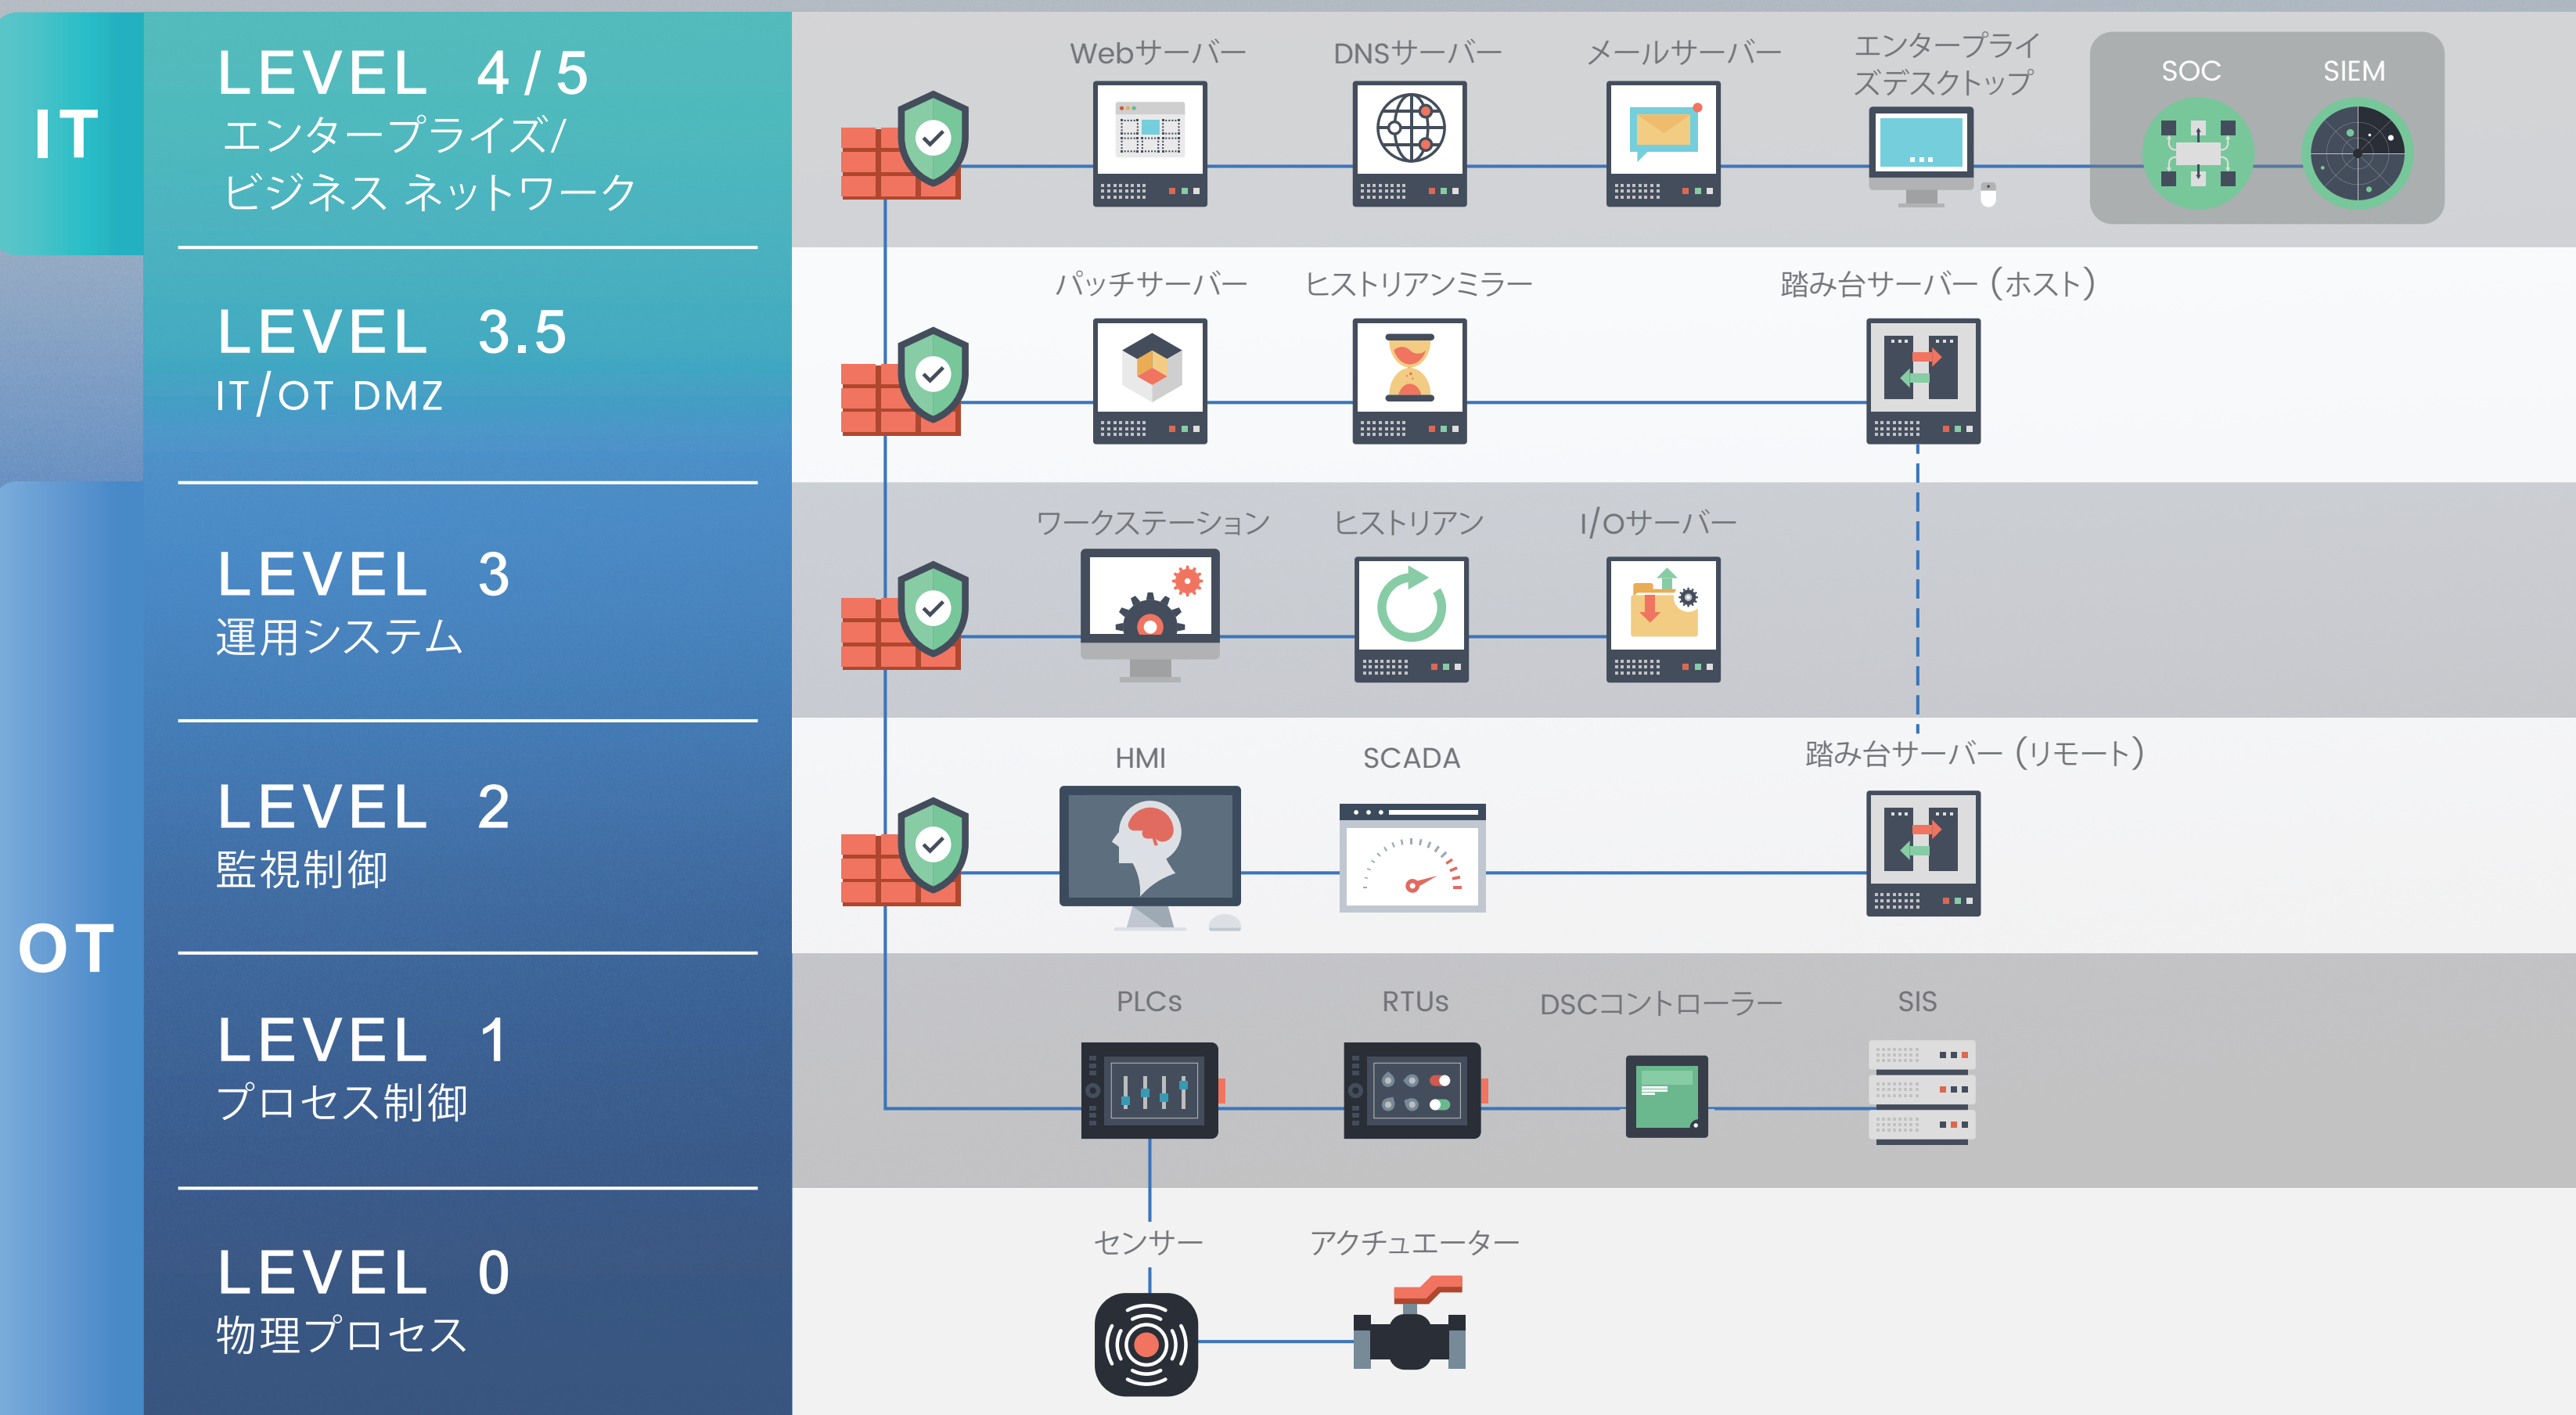 IT
LEVEL 4/5
エンタープライズ/
ビジネス ネットワーク
Webサーバー
DNSサーバー
メールサーバー
エンタープライ
ズデスクトップ
SOC
SIEM
LEVEL 3.5
IT/OT DMZ
パッチサーバー
ヒストリアンミラー
踏み台サーバー (ホスト)
OT
LEVEL 3
運用システム
ワークステーション
ヒストリアン
I/Oサーバー
LEVEL 2
監視制御
HMI
SCADA
踏み台サーバー (リモート)
LEVEL 1
プロセス制御
PLCs
RTUs
DSCコントローラー
SIS
LEVEL 0
物理プロセス
センサー
アクチュエーター